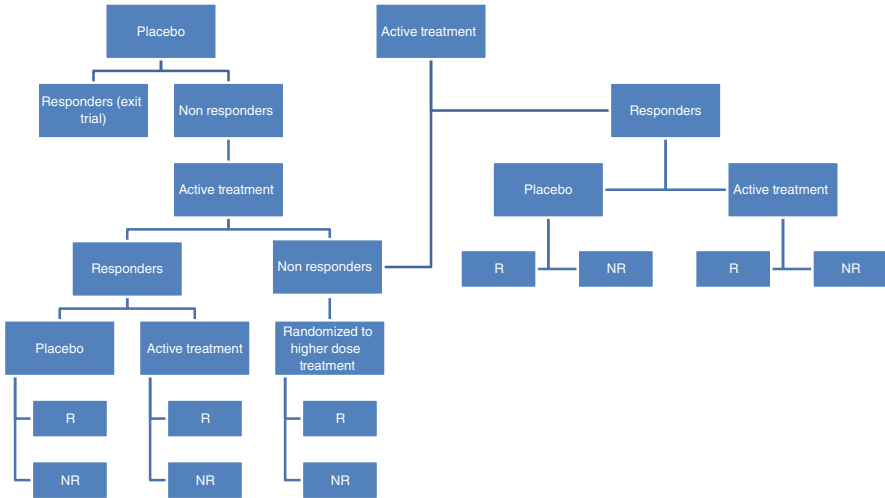 Placebo
Active treatment
Responders (exit
trial)
Non responders
Responders
Active treatment
Placebo
Active treatment
Responders
Non responders
R
NR
R
NR
Placebo
Active treatment
Randomized to
higher dose
treatment
R
R
R
NR
NR
NR